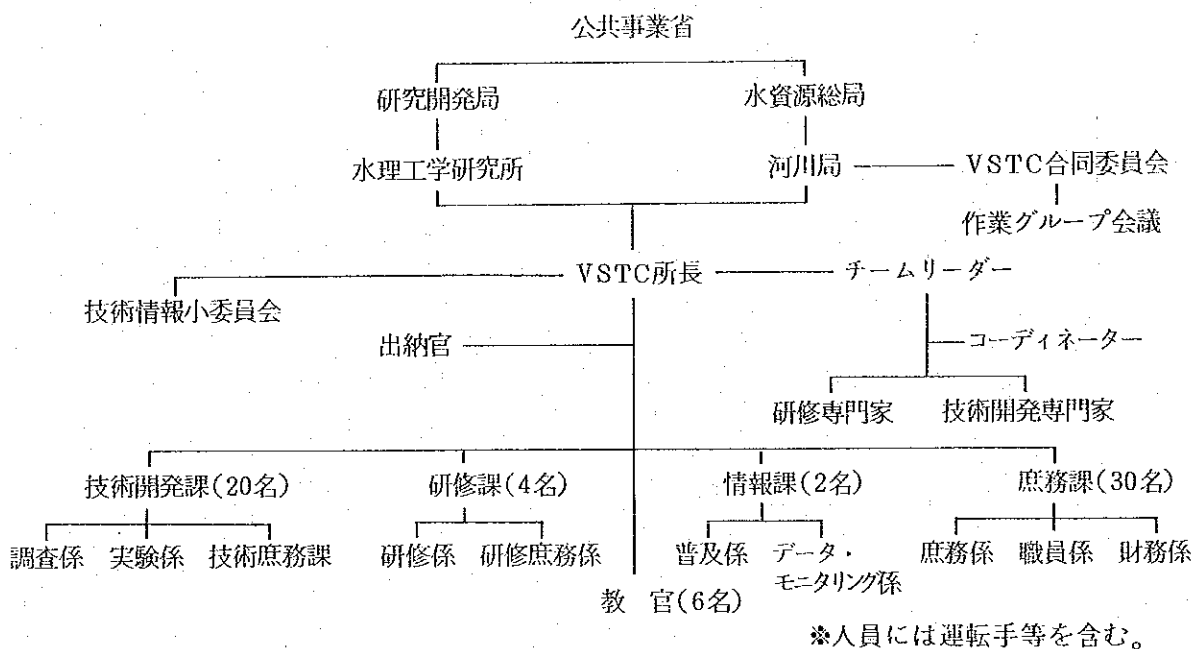 公共事業省
研究開発局 水資源総局
水理工学研究所 河川局 VSTC合同委員会
作業グループ会議
VSTC所長 チームリーダー
技術情報小委員会
出納官 コーディネーター
研修専門家 技術開発専門家
技術開発課(20名) 研修課(4名) 情報課(2名) 庶務課(30名)
調査係 実験係 技術庶務課 研修係 研修庶務係 普及係 データ・ 庶務係 職員係 財務係
モニタリング係
教 官(6名)
※人員には運転手等を含む。